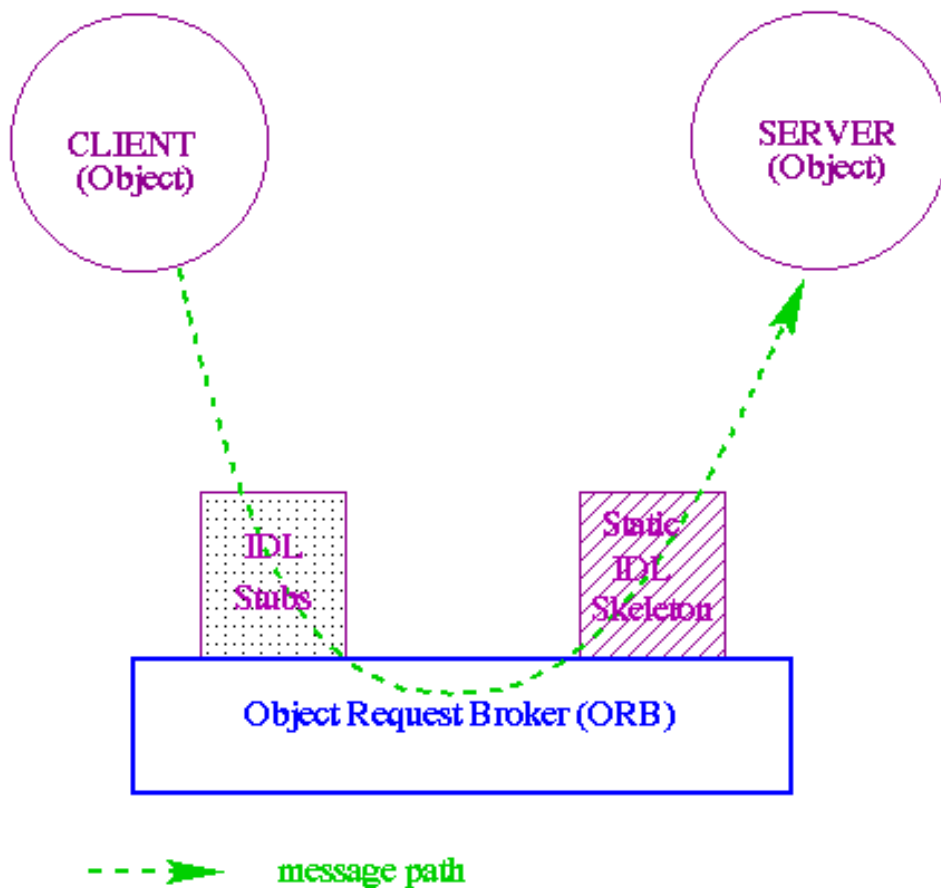 CLIENT
(Object)
SERVER
(Object)
IDL
Stubs
Static
IDL
Skeleton
Object Request Broker (ORB)
message path